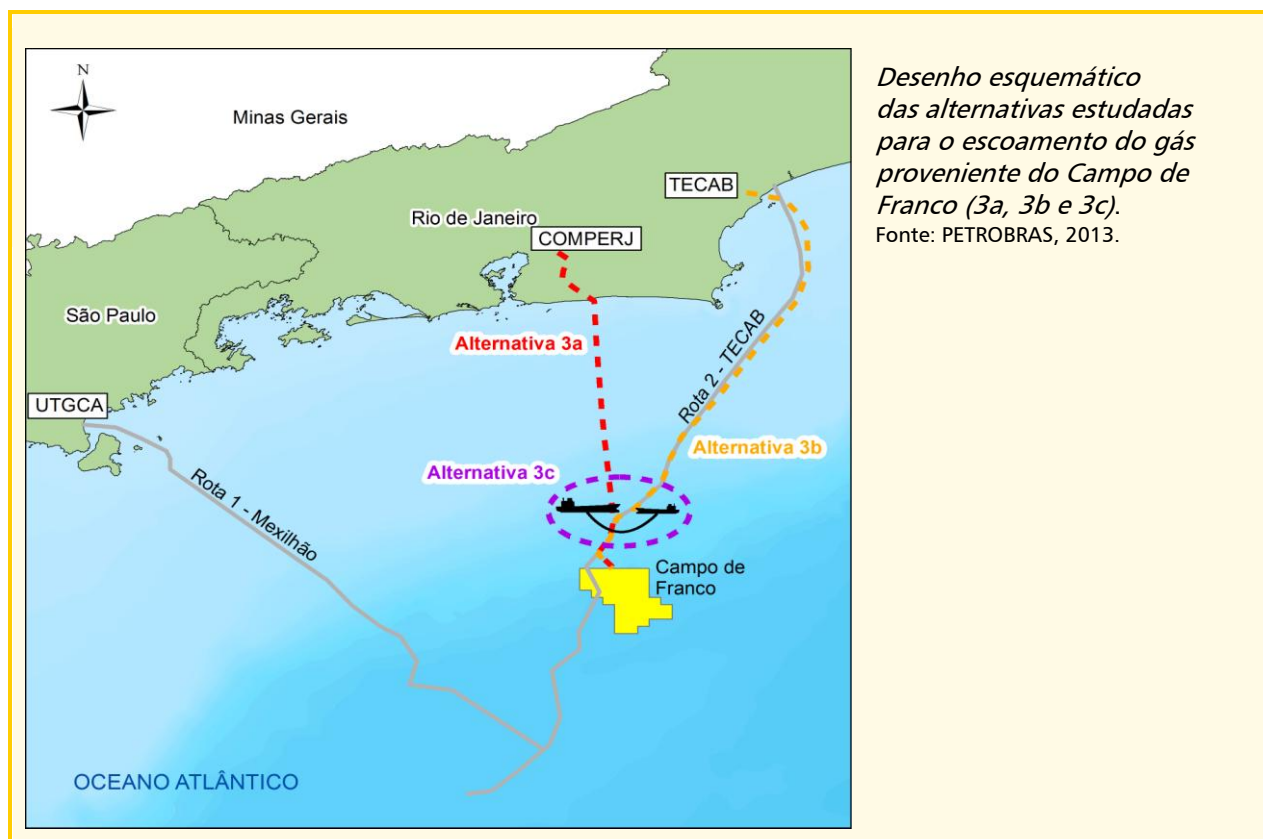 N
Minas Gerais
TECAB
Rio de Janeiro
COMPERJ
São Paulo
Alternativa 3a
Rota 2 - TECAB
UTGCA
Alternativa 3b
Alternativa 3c
Rota 1 - Mexilhão
Campo de
Franco
OCEANO ATLÂNTICO
Desenho esquemático
das alternativas estudadas
para o escoamento do gás
proveniente do Campo de
Franco (3a, 3b e 3c).
Fonte: PETROBRAS, 2013.